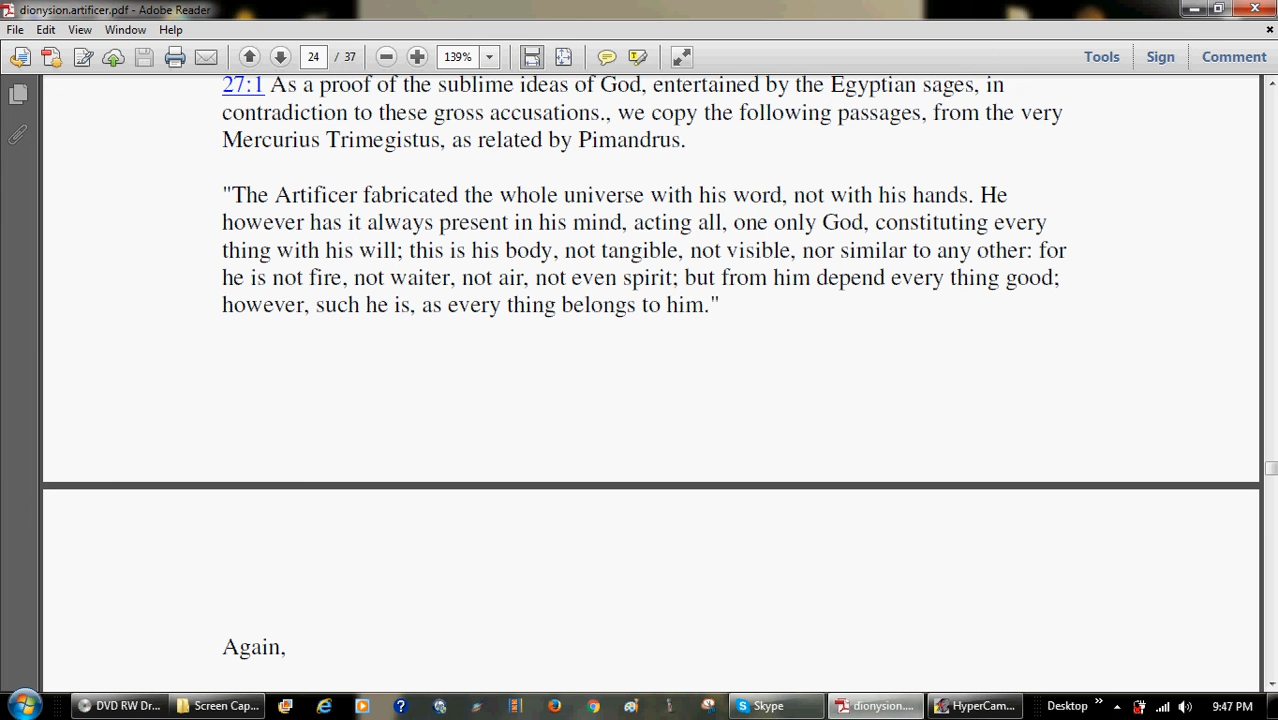 dionysion.artificer.pdf - Adobe Reader
File Edit View Window Help
24 / 37 139% Tools Sign Comment
27:1 As a proof of the sublime ideas of God, entertained by the Egyptian sages, in
contradiction to these gross accusations., we copy the following passages, from the very
Mercurius Trimegistus, as related by Pimandrus.
"The Artificer fabricated the whole universe with his word, not with his hands. He
however has it always present in his mind, acting all, one only God, constituting every
thing with his will; this is his body, not tangible, not visible, nor similar to any other: for
he is not fire, not waiter, not air, not even spirit; but from him depend every thing good;
however, such he is, as every thing belongs to him."
Again,
DVD RW Dr... Screen Cap... Skype dionysion.... HyperCam... Desktop 9:47 PM